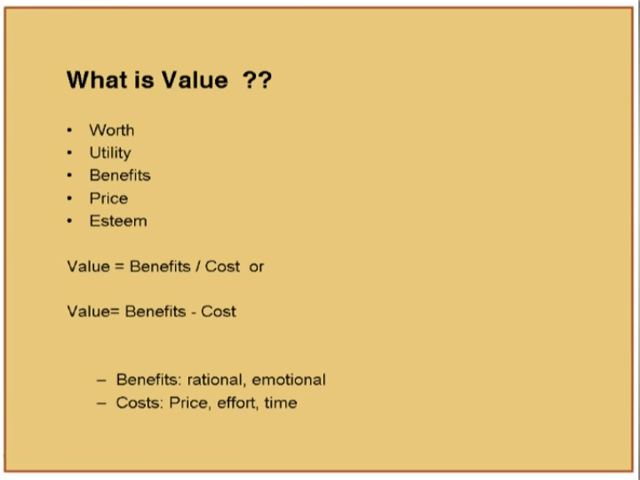 What is Value ??
• Worth
• Utility
• Benefits
• Price
• Esteem
Value = Benefits / Cost or
Value= Benefits - Cost
– Benefits: rational, emotional
– Costs: Price, effort, time